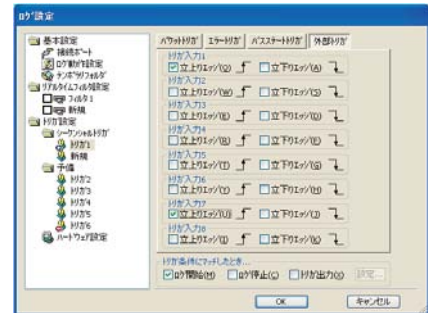 ログ設定
基本設定
接続ポート
ログ動作設定
テンポラリフォルダ
リアルタイムフィルタ設定
フィルタ1
新規
トリガ設定
シーケンシャルトリガ
トリガ1
新規
予備
トリガ2
トリガ3
トリガ4
トリガ5
トリガ6
ハードウェア設定
パケットトリガ
エラートリガ
バスステートトリガ
外部トリガ
トリガ入力1
立上りエッジ(Q)
立下りエッジ(A)
トリガ入力2
立上りエッジ(W)
立下りエッジ(S)
トリガ入力3
立上りエッジ(E)
立下りエッジ(D)
トリガ入力4
立上りエッジ(R)
立下りエッジ(F)
トリガ入力5
立上りエッジ(T)
立下りエッジ(G)
トリガ入力6
立上りエッジ(Y)
立下りエッジ(H)
トリガ入力7
立上りエッジ(U)
立下りエッジ(J)
トリガ入力8
立上りエッジ(I)
立下りエッジ(K)
トリガ条件にマッチしたとき...
ログ開始(M)
ログ停止(C)
トリガ出力(X)
設定...
OK
キャンセル